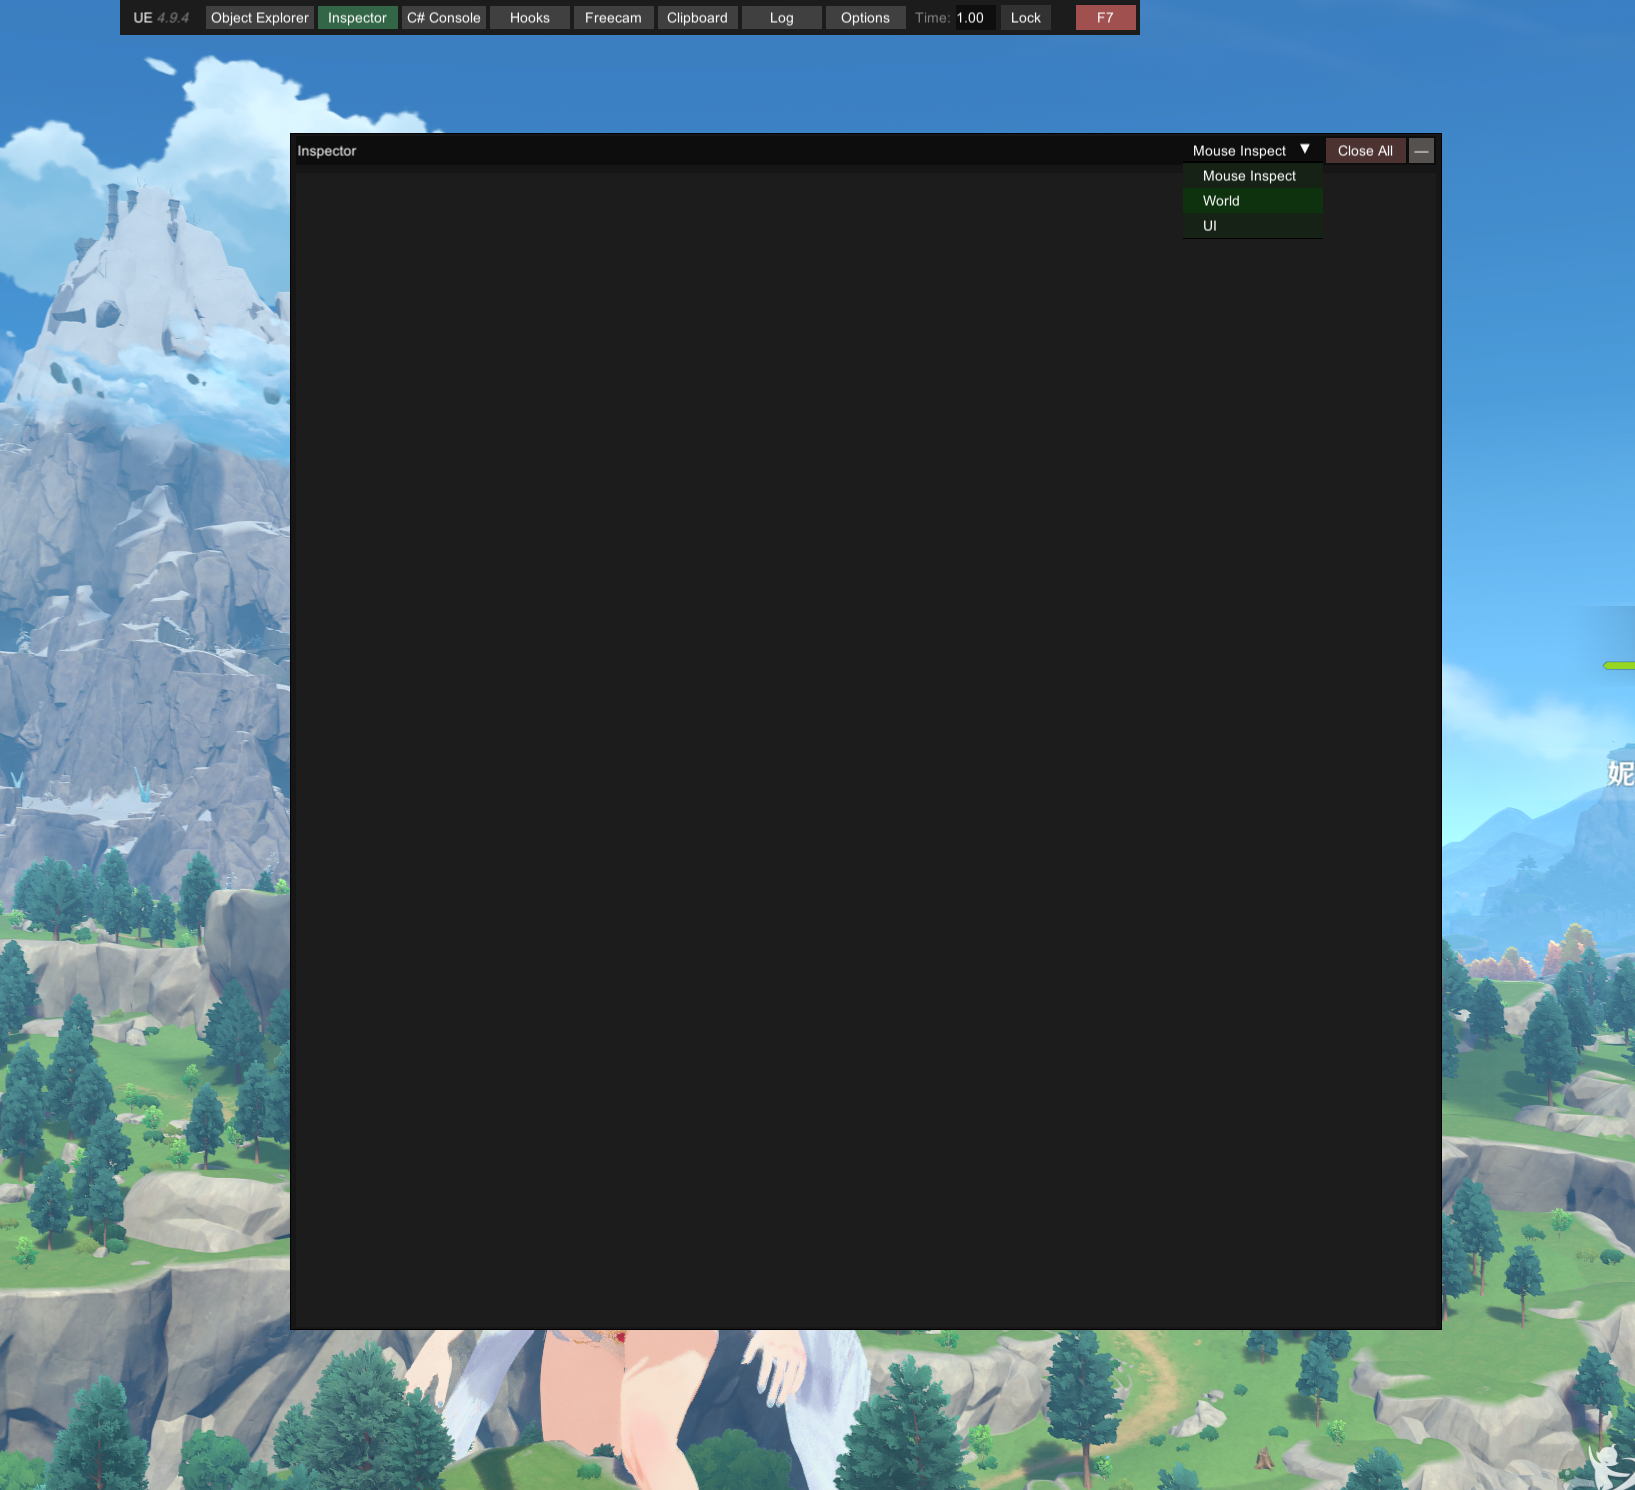 UE 4.9.4 Object Explorer Inspector C# Console Hooks Freecam Clipboard Log Options Time: 1.00 Lock F7
Inspector Mouse Inspect ▼ Close All —
Mouse Inspect
World
UI
妮